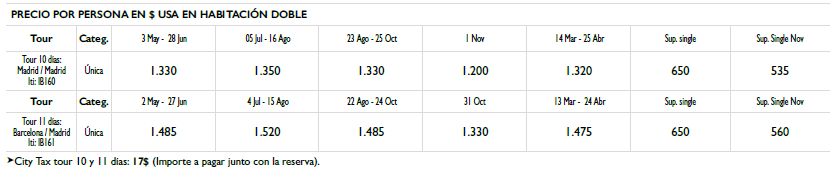 PRECIO POR PERSONA EN $ USA EN HABITACIÓN DOBLE
Tour Categ. 3 May - 28 Jun 05 Jul - 16 Ago 23 Ago - 25 Oct 1 Nov 14 Mar - 25 Abr Sup. single Sup. Single Nov
Tour 10 días:
Madrid / Madrid
Iti: IB160
Única 1.330 1.350 1.330 1.200 1.320 650 535
Tour Categ. 2 May - 27 Jun 4 Jul - 15 Ago 22 Ago - 24 Oct 31 Oct 13 Mar - 24 Abr Sup. single Sup. Single Nov
Tour 11 días:
Barcelona / Madrid
Iti: IB161
Única 1.485 1.520 1.485 1.330 1.475 650 560
➤City Tax tour 10 y 11 días: 17$ (Importe a pagar junto con la reserva).